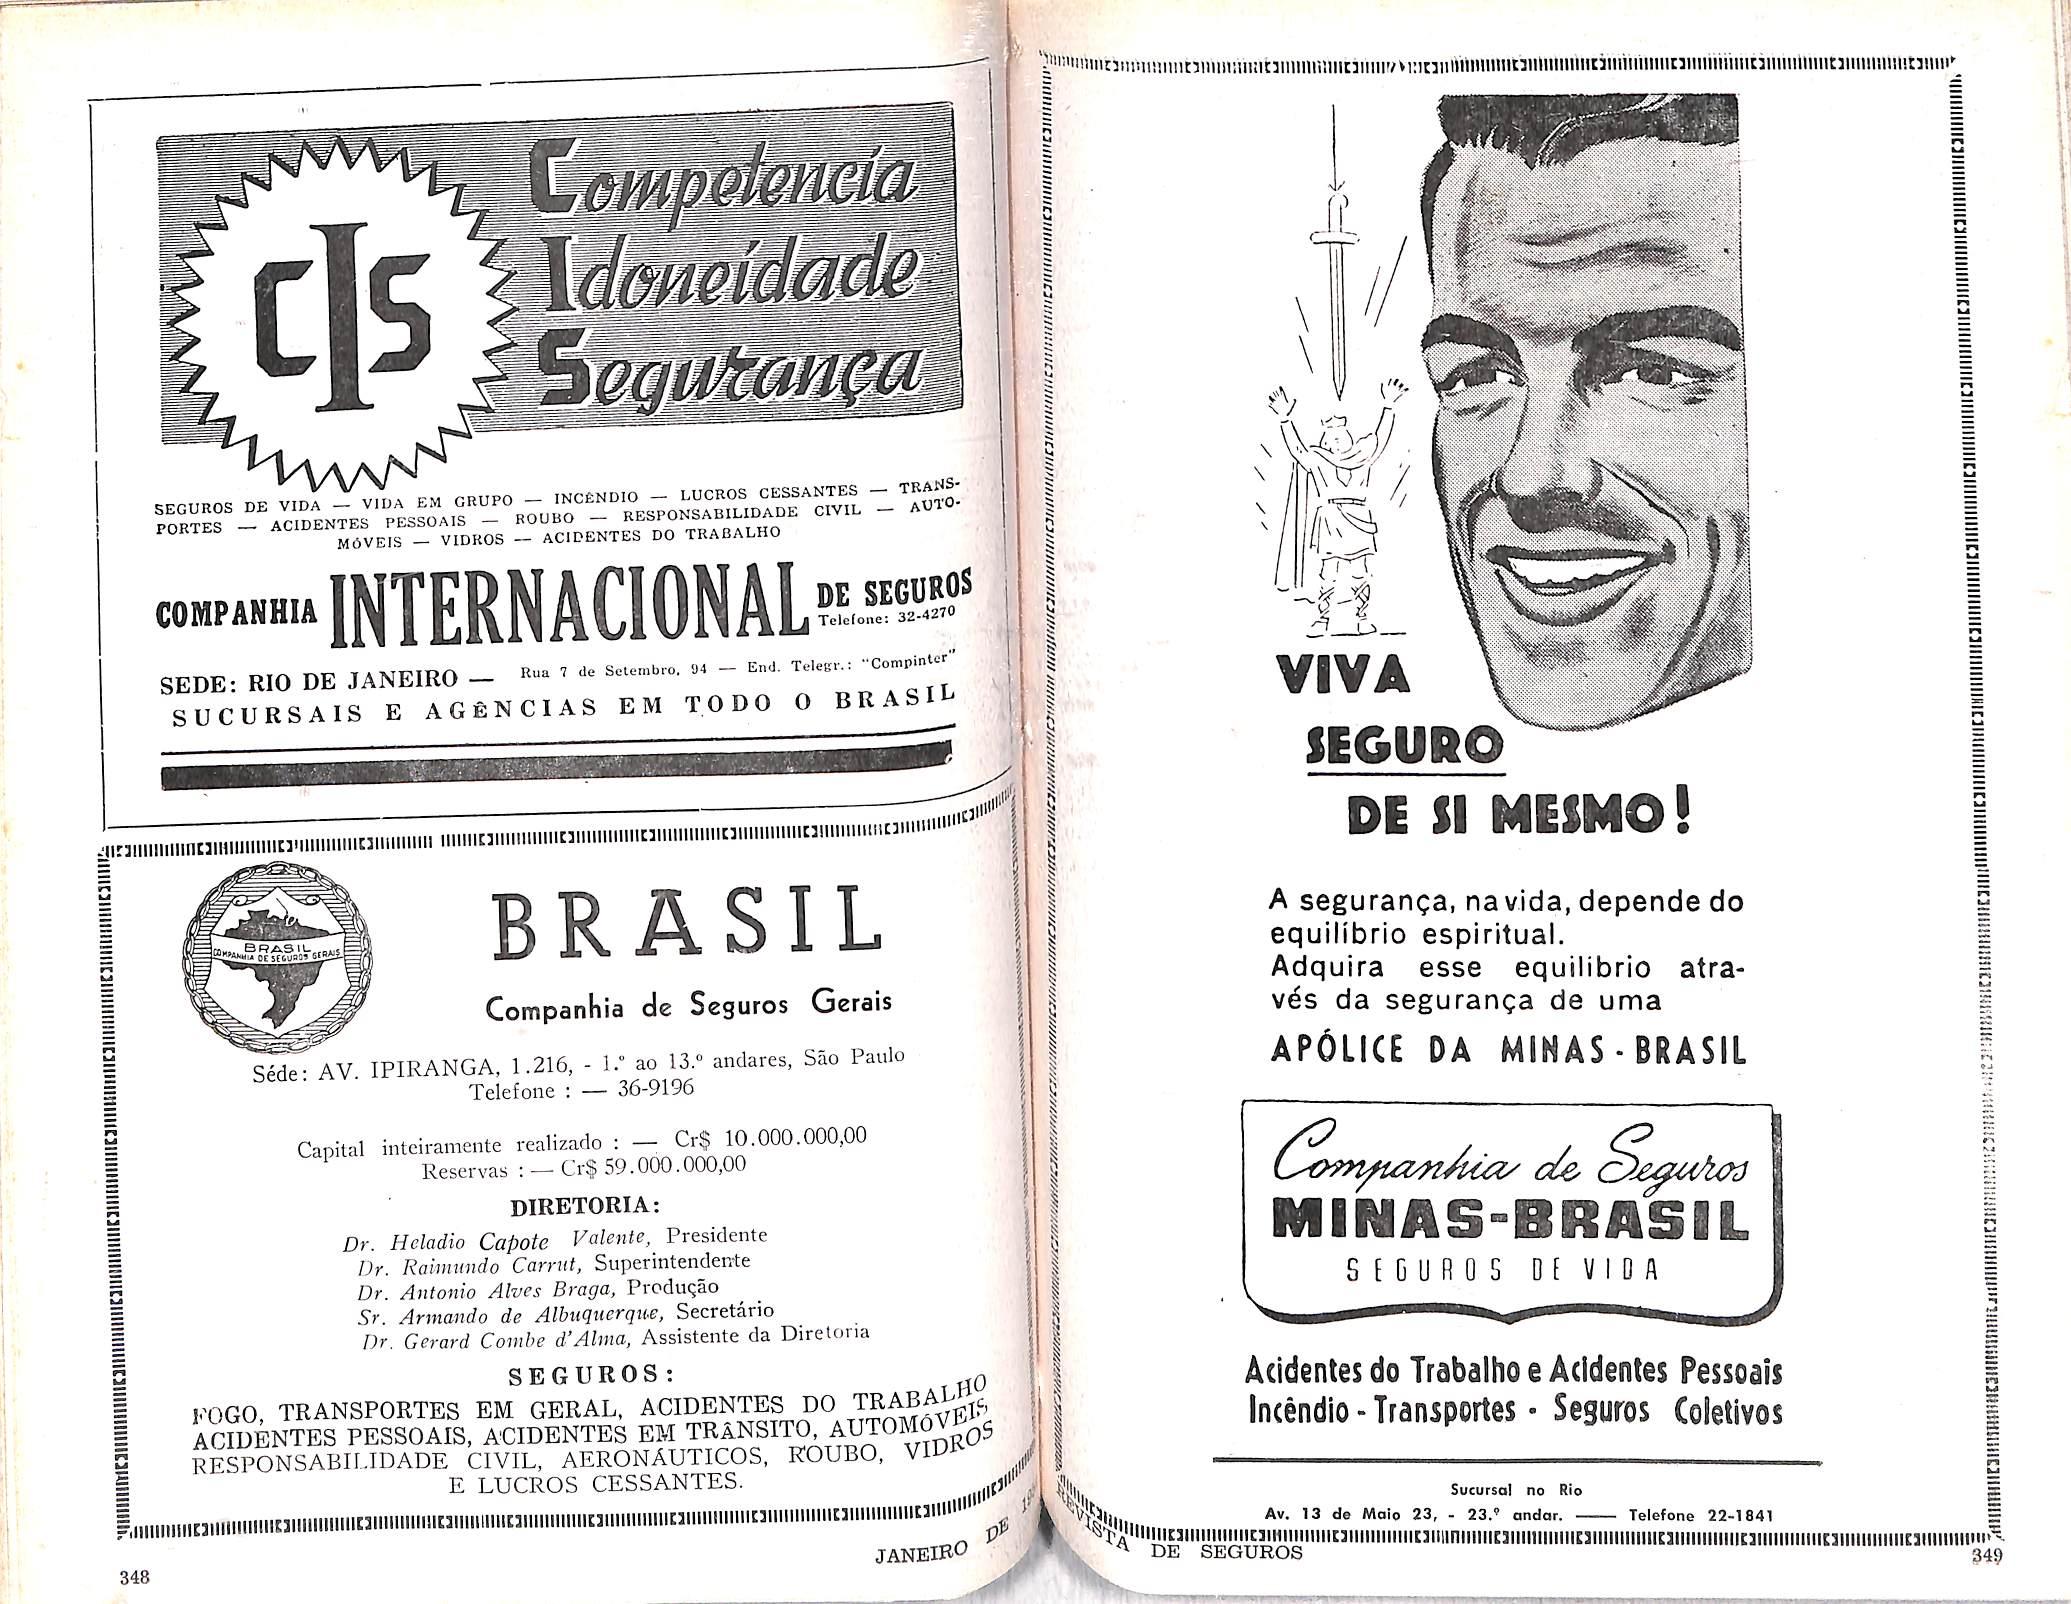 CIS
Competencia
Idoneidade
Segurança
SEGUROS DE VIDA — VIDA EM GRUPO — INCÊNDIO — LUCROS CESSANTES — TRANS-
PORTES — ACIDENTES PESSOAIS — ROUBO — RESPONSABILIDADE CIVIL — AUTO-
MÓVEIS — VIDROS — ACIDENTES DO TRABALHO
COMPANHIA INTERNACIONAL DE SEGUROS
Telefone: 32-4270
SEDE: RIO DE JANEIRO — Rua 7 de Setembro, 94 — End. Telegr.: "Compinter"
SUCURSAIS E AGÊNCIAS EM TODO O BRASIL
BRASIL
COMPANHIA DE SEGUROS GERAIS
BRASIL
Companhia de Seguros Gerais
Séde: AV. IPIRANGA, 1.216, - 1.º ao 13.º andares, São Paulo
Telefone : — 36-9196
Capital inteiramente realizado : — Cr$ 10.000.000,00
Reservas : — Cr$ 59.000.000,00
DIRETORIA:
Dr. Heladio Capote Valente, Presidente
Dr. Raimundo Carrut, Superintendente
Dr. Antonio Alves Braga, Produção
Sr. Armando de Albuquerque, Secretário
Dr. Gerard Combe d'Alma, Assistente da Diretoria
SEGUROS:
FOGO, TRANSPORTES EM GERAL, ACIDENTES DO TRABALHO
ACIDENTES PESSOAIS, ACIDENTES EM TRÂNSITO, AUTOMÓVEIS,
RESPONSABILIDADE CIVIL, AERONÁUTICOS, ROUBO, VIDROS
E LUCROS CESSANTES.
348
JANEIRO DE
VIVA
SEGURO
DE SI MESMO!
A segurança, na vida, depende do
equilíbrio espiritual.
Adquira esse equilibrio atra-
vés da segurança de uma
APÓLICE DA MINAS-BRASIL
Companhia de Seguros
MINAS-BRASIL
SEGUROS DE VIDA
Acidentes do Trabalho e Acidentes Pessoais
Incêndio - Transportes - Seguros Coletivos
Sucursal no Rio
Av. 13 de Maio 23, - 23.º andar. — Telefone 22-1841
REVISTA DE SEGUROS
349